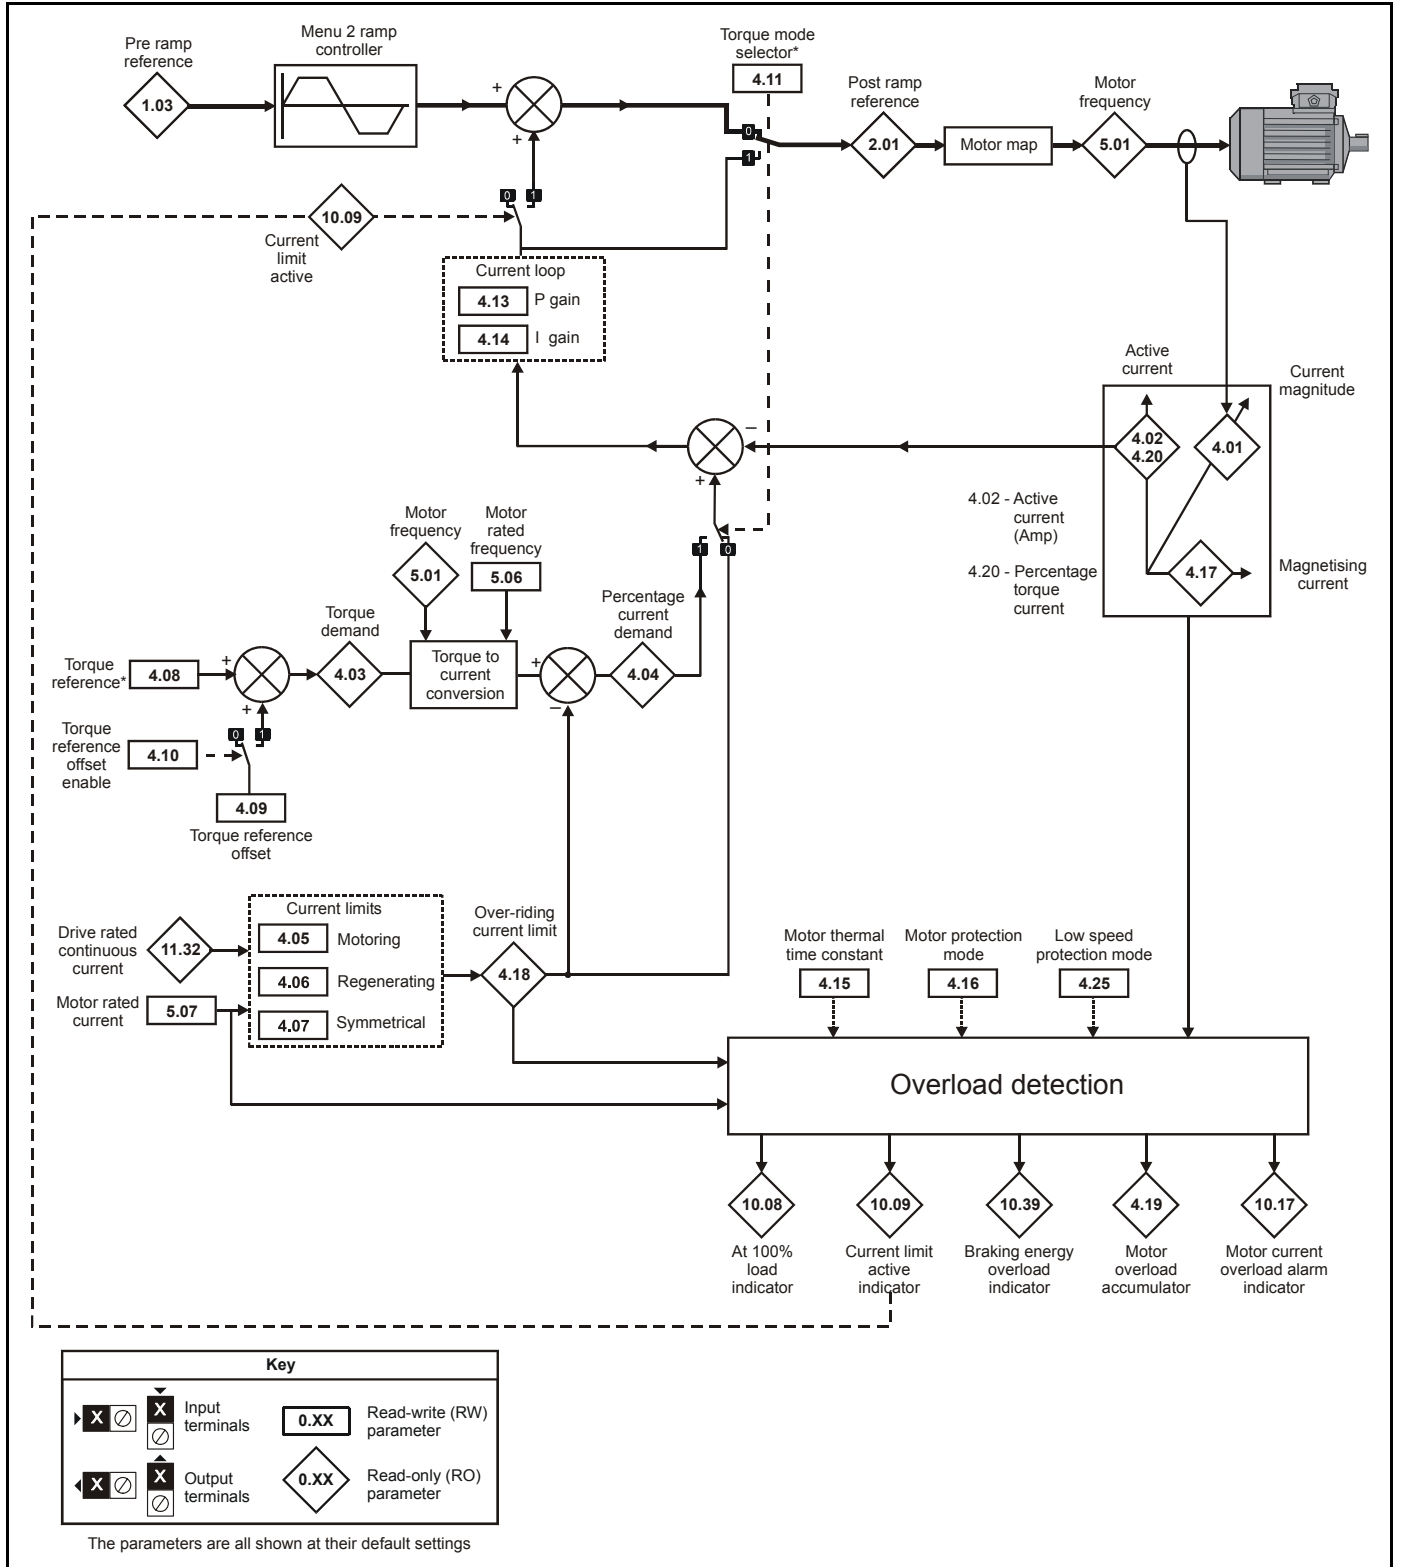 Pre ramp
reference
1.03
Menu 2 ramp
controller
+
+
Torque mode
selector*
4.11
0
1
Post ramp
reference
2.01
Motor map
Motor
frequency
5.01
0
1
10.09
Current
limit
active
Current loop
4.13 P gain
4.14 I gain
Active
current
Current
magnitude
4.02
4.20
4.01
4.17
Magnetising
current
4.02 - Active
current
(Amp)
4.20 - Percentage
torque
current
–
+
1
0
Motor
frequency
5.01
Motor
rated
frequency
5.06
Percentage
current
demand
4.04
Torque
demand
4.03
Torque to
current
conversion
+
–
Torque
reference*
4.08
+
+
0
1
Torque
reference
offset
enable
4.10
4.09
Torque reference
offset
Drive rated
continuous
current
11.32
Motor rated
current
5.07
Current limits
4.05 Motoring
4.06 Regenerating
4.07 Symmetrical
Over-riding
current limit
4.18
Motor thermal
time constant
4.15
Motor protection
mode
4.16
Low speed
protection mode
4.25
Overload detection
10.08
At 100%
load
indicator
10.09
Current limit
active
indicator
10.39
Braking energy
overload
indicator
4.19
Motor
overload
accumulator
10.17
Motor current
overload alarm
indicator
Key
X
X
Input
terminals
0.XX
Read-write (RW)
parameter
X
X
Output
terminals
0.XX
Read-only (RO)
parameter
The parameters are all shown at their default settings